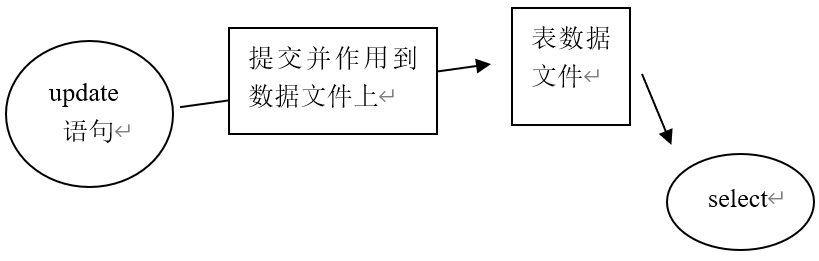 update
语句↵
提交并作用到
数据文件上↵
表数据
文件↵
select↵